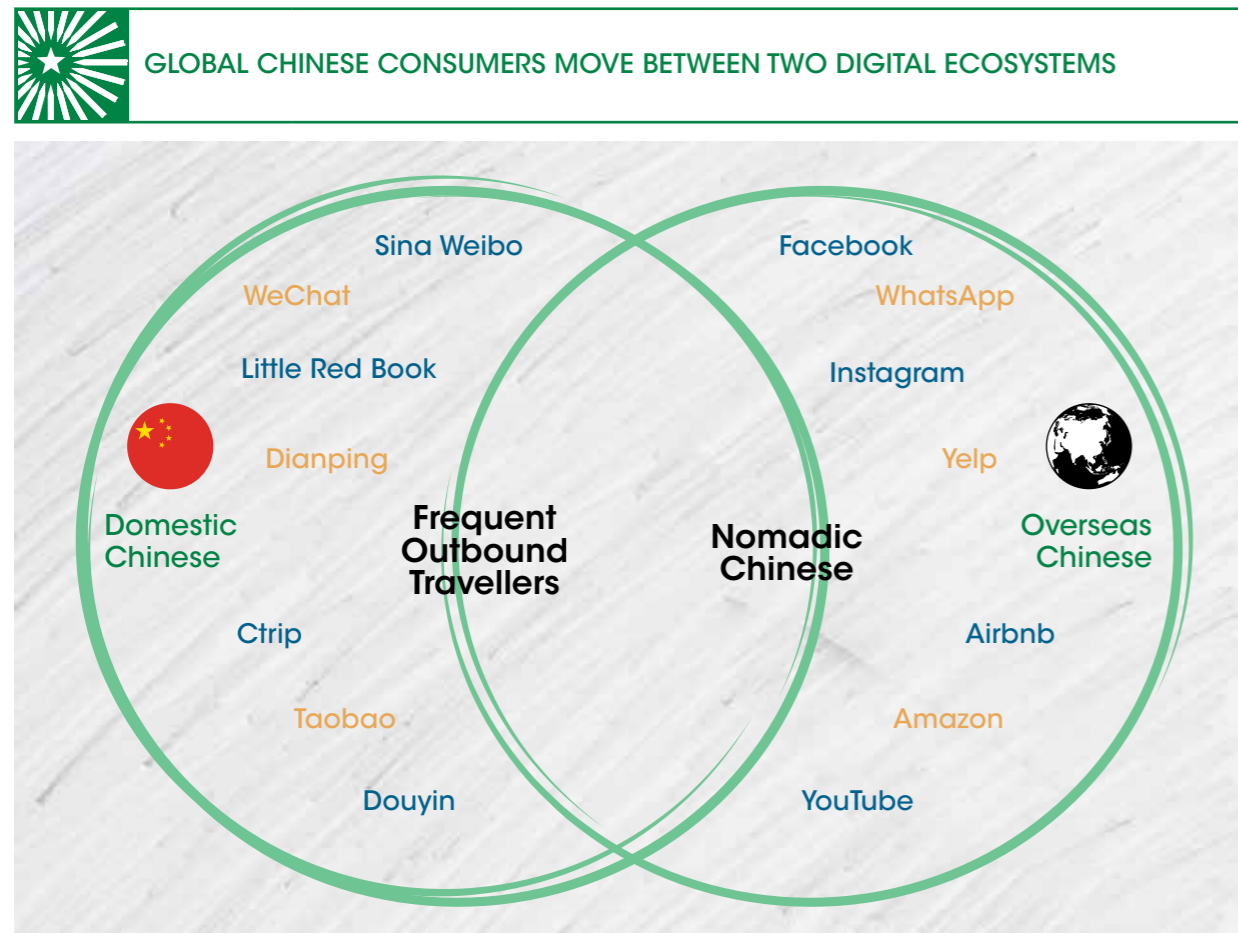 GLOBAL CHINESE CONSUMERS MOVE BETWEEN TWO DIGITAL ECOSYSTEMS
Sina Weibo
WeChat
Little Red Book
Dianping
Domestic
Chinese
Ctrip
Taobao
Douyin
Frequent
Outbound
Travellers
Nomadic
Chinese
Facebook
WhatsApp
Instagram
Yelp
Overseas
Chinese
Airbnb
Amazon
YouTube